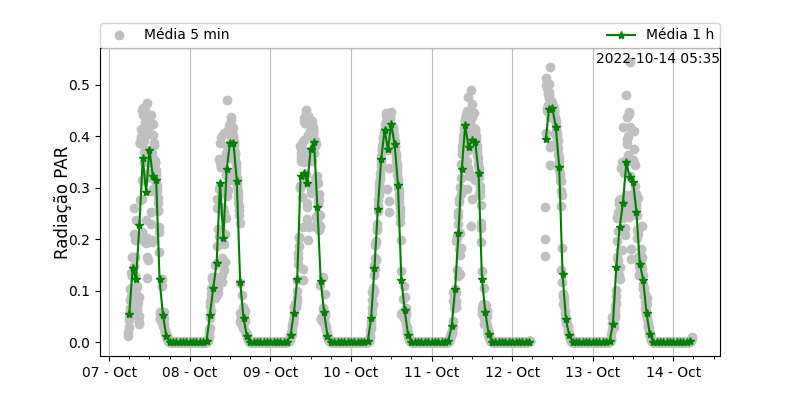 Média 5 min
Média 1 h
2022-10-14 05:35
Radiação PAR
0.5
0.4
0.3
0.2
0.1
0.0
07 - Oct
08 - Oct
09 - Oct
10 - Oct
11 - Oct
12 - Oct
13 - Oct
14 - Oct